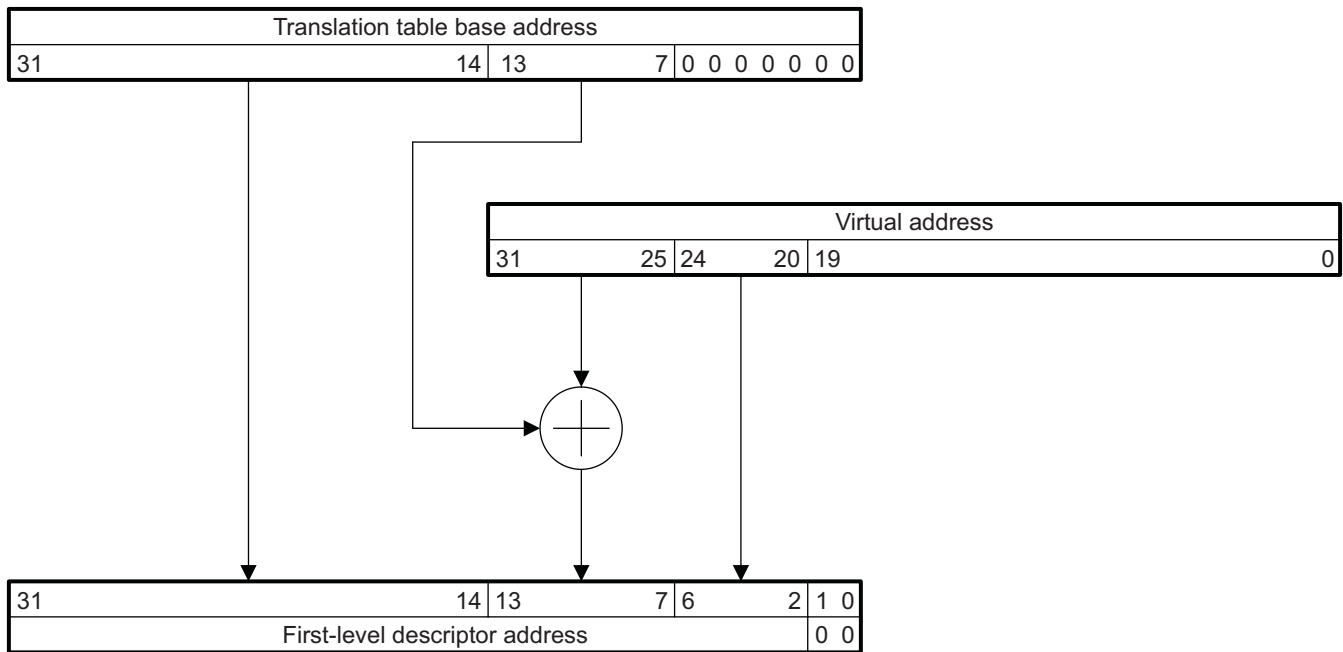 Translation table base address
31 14 13 7 0 0 0 0 0 0 0
Virtual address
31 25 24 20 19 0
31 14 13 7 6 2 1 0
First-level descriptor address 0 0